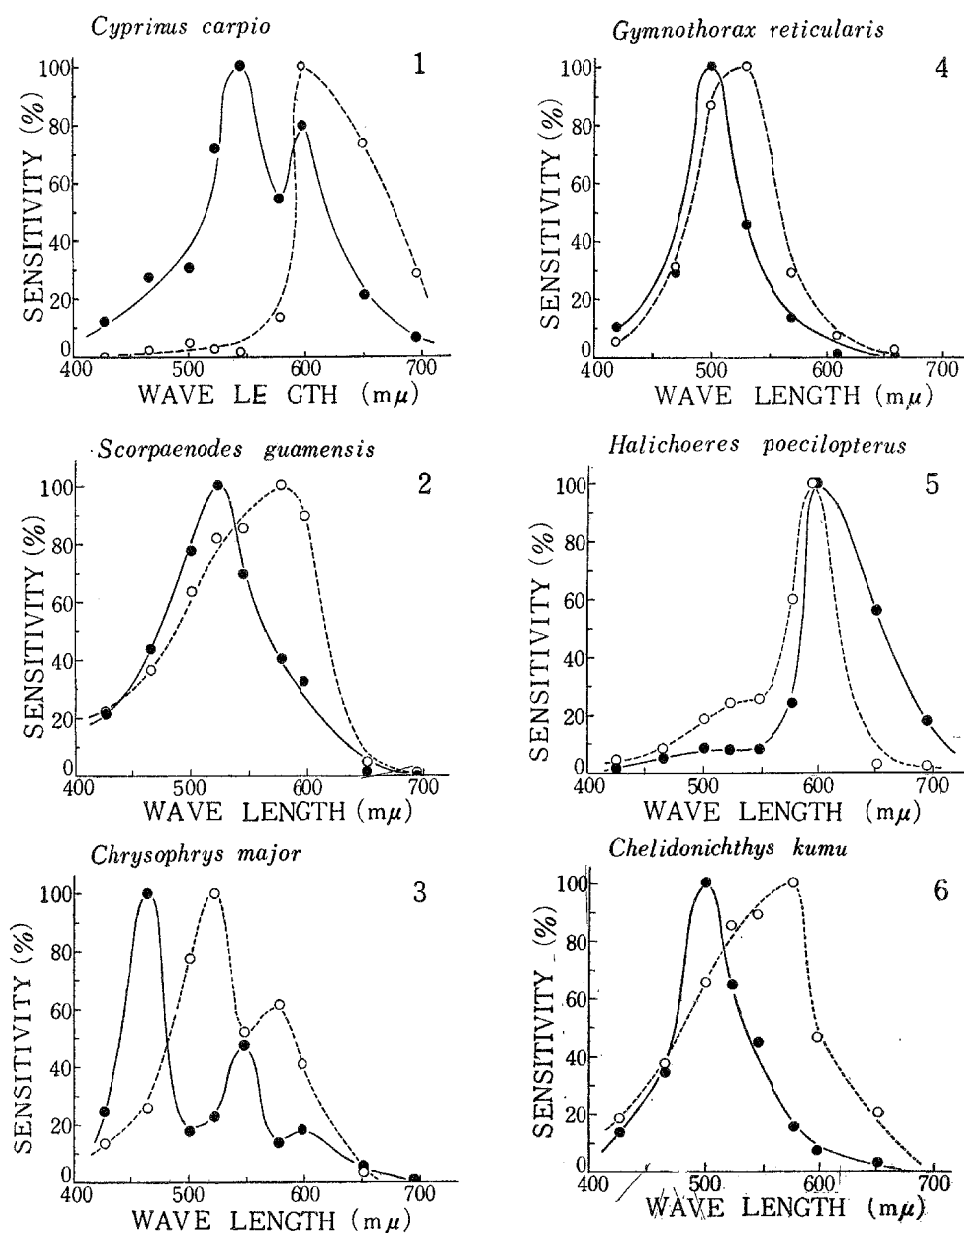 Cyprinus carpio
1
SENSITIVITY (%)
100
80
60
40
20
0
400 500 600 700
WAVE LE GTH (mμ)
Gymnothorax reticularis
4
SENSITIVITY (%)
100
80
60
40
20
0
400 500 600 700
WAVE LENGTH (mμ)
Scorpaenodes guamensis
2
SENSITIVITY (%)
100
80
60
40
20
0
400 500 600 700
WAVE LENGTH (mμ)
Halichoeres poecilopterus
5
SENSITIVITY (%)
100
80
60
40
20
0
400 500 600 700
WAVE LENGTH (mμ)
Chrysophrys major
3
SENSITIVITY (%)
100
80
60
40
20
0
400 500 600 700
WAVE LENGTH (mμ)
Chelidonichthys kumu
6
SENSITIVITY (%)
100
80
60
40
20
0
400 500 600 700
WAVE LENGTH (mμ)